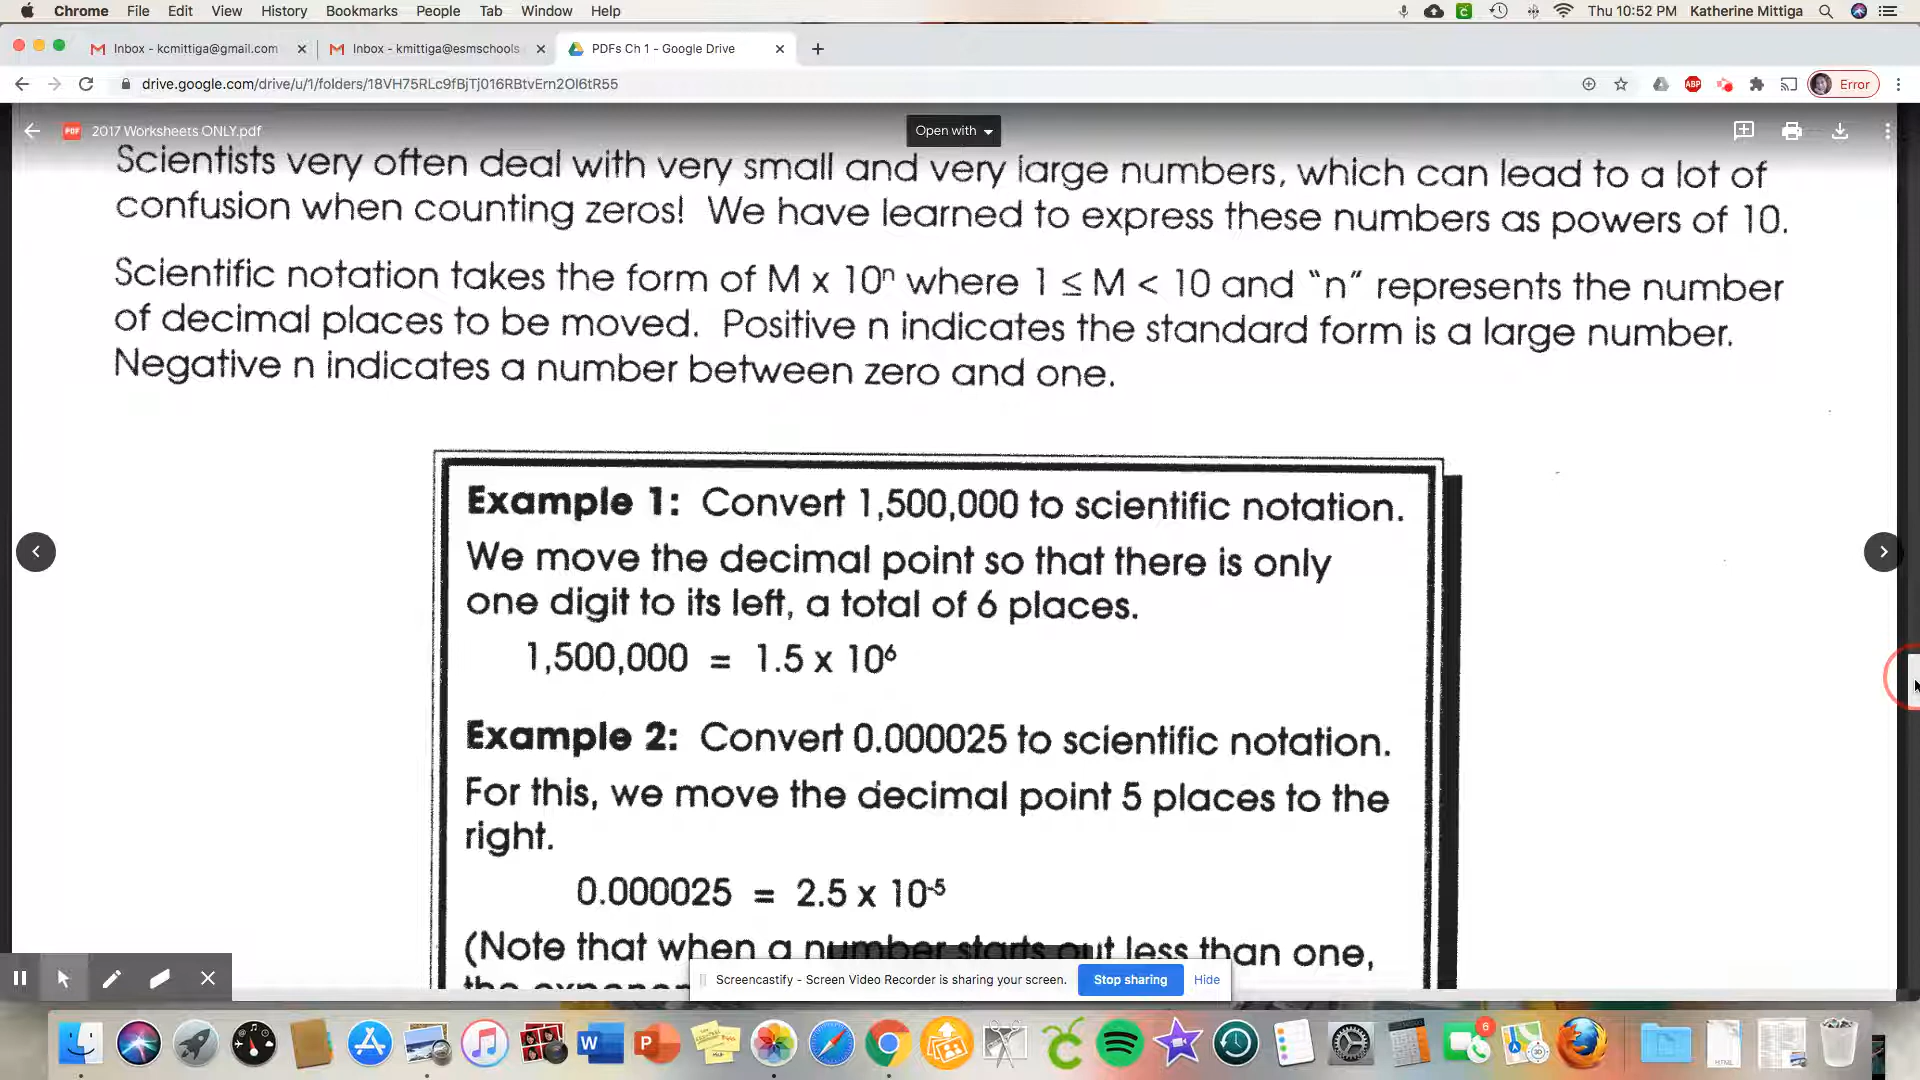 Chrome File Edit View History Bookmarks People Tab Window Help Thu 10:52 PM Katherine Mittiga
Inbox - kcmittiga@gmail.com Inbox - kmittiga@esmschools PDFs Ch 1 - Google Drive
drive.google.com/drive/u/1/folders/18VH75RLc9fBjTj016RBtvErn2Ol6tR55 ABP Error
PDF 2017 Worksheets ONLY.pdf Open with
Scientists very often deal with very small and very large numbers, which can lead to a lot of
confusion when counting zeros! We have learned to express these numbers as powers of 10.
Scientific notation takes the form of M x 10ⁿ where 1 ≤ M < 10 and "n" represents the number
of decimal places to be moved. Positive n indicates the standard form is a large number.
Negative n indicates a number between zero and one.
Example 1: Convert 1,500,000 to scientific notation.
We move the decimal point so that there is only
one digit to its left, a total of 6 places.
1,500,000 = 1.5 x 10⁶
Example 2: Convert 0.000025 to scientific notation.
For this, we move the decimal point 5 places to the
right.
0.000025 = 2.5 x 10⁻⁵
(Note that when a number starts out less than one,
Screencastify - Screen Video Recorder is sharing your screen. Stop sharing Hide
6